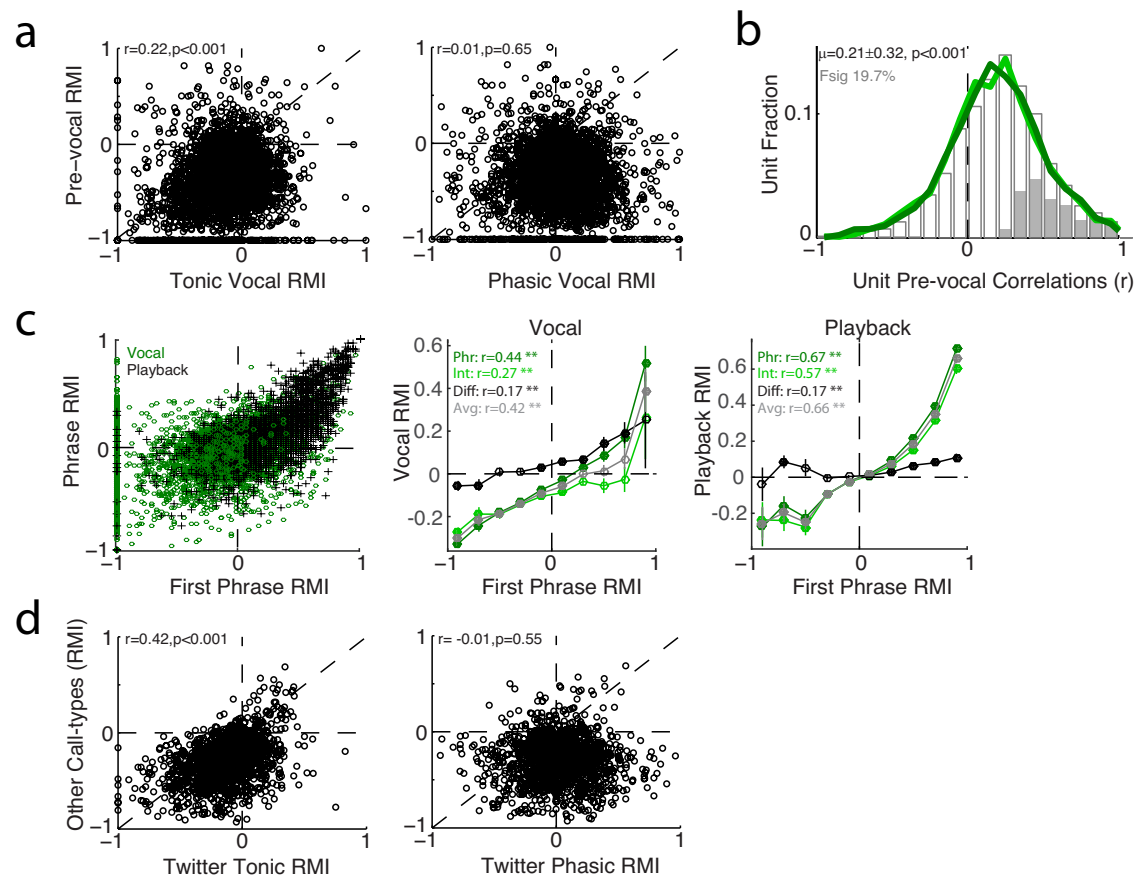 a
r=0.22,p<0.001
1
0
−1
Pre-vocal RMI
-1
0
1
Tonic Vocal RMI
r=0.01,p=0.65
-1
0
1
Phasic Vocal RMI
b
μ=0.21±0.32, p<0.001
Fsig 19.7%
0.1
0
Unit Fraction
-1
0
1
Unit Pre-vocal Correlations (r)
c
Vocal
Playback
1
0
-1
Phrase RMI
-1
0
1
First Phrase RMI
Vocal
Phr: r=0.44 **
Int: r=0.27 **
Diff: r=0.17 **
Avg: r=0.42 **
0.6
0.4
0.2
0
-0.2
Vocal RMI
-1
0
1
First Phrase RMI
Playback
Phr: r=0.67 **
Int: r=0.57 **
Diff: r=0.17 **
Avg: r=0.66 **
0.6
0.4
0.2
0
-0.2
Playback RMI
-1
0
1
First Phrase RMI
d
r=0.42,p<0.001
1
0
−1
Other Call-types (RMI)
-1
0
1
Twitter Tonic RMI
r= -0.01,p=0.55
1
0
−1
-1
0
1
Twitter Phasic RMI